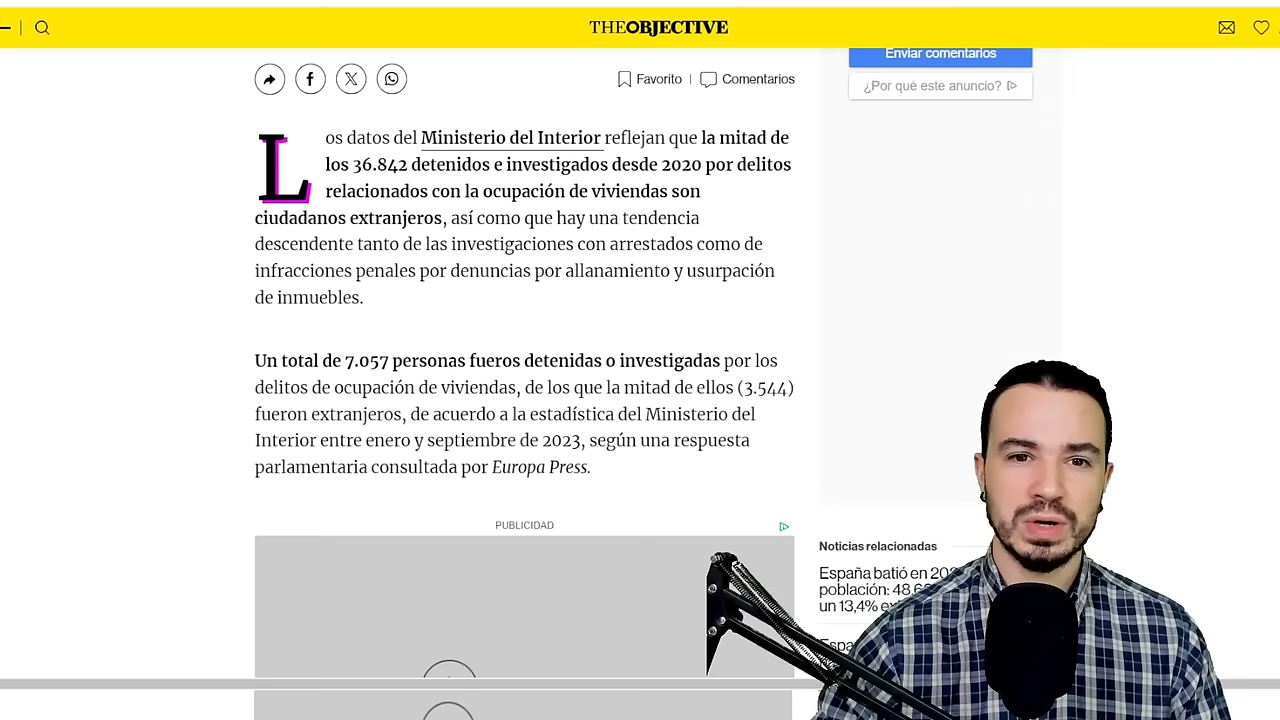 THEOBJECTIVE
Enviar comentarios
¿Por qué este anuncio?
Favorito | Comentarios
Los datos del Ministerio del Interior reflejan que la mitad de
los 36.842 detenidos e investigados desde 2020 por delitos
relacionados con la ocupación de viviendas son
ciudadanos extranjeros, así como que hay una tendencia
descendente tanto de las investigaciones con arrestados como de
infracciones penales por denuncias por allanamiento y usurpación
de inmuebles.
Un total de 7.057 personas fueros detenidas o investigadas por los
delitos de ocupación de viviendas, de los que la mitad de ellos (3.544)
fueron extranjeros, de acuerdo a la estadística del Ministerio del
Interior entre enero y septiembre de 2023, según una respuesta
parlamentaria consultada por Europa Press.
PUBLICIDAD
Noticias relacionadas
España batió en
población: 48
un 13,4%